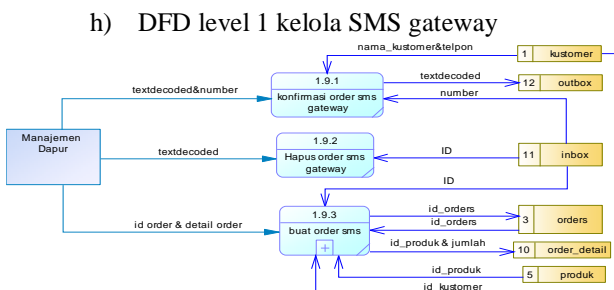 h) DFD level 1 kelola SMS gateway
nama_kustomer&telpon
1 kustomer
1.9.1
konfirmasi order sms
gateway
textdecoded
12 outbox
number
textdecoded&number
Manajemen
Dapur
1.9.2
Hapus order sms
gateway
textdecoded
ID
11 inbox
ID
1.9.3
buat order sms
id order & detail order
id_orders
id_orders
3 orders
id_produk & jumlah
10 order_detail
id_produk
5 produk
id_kustomer